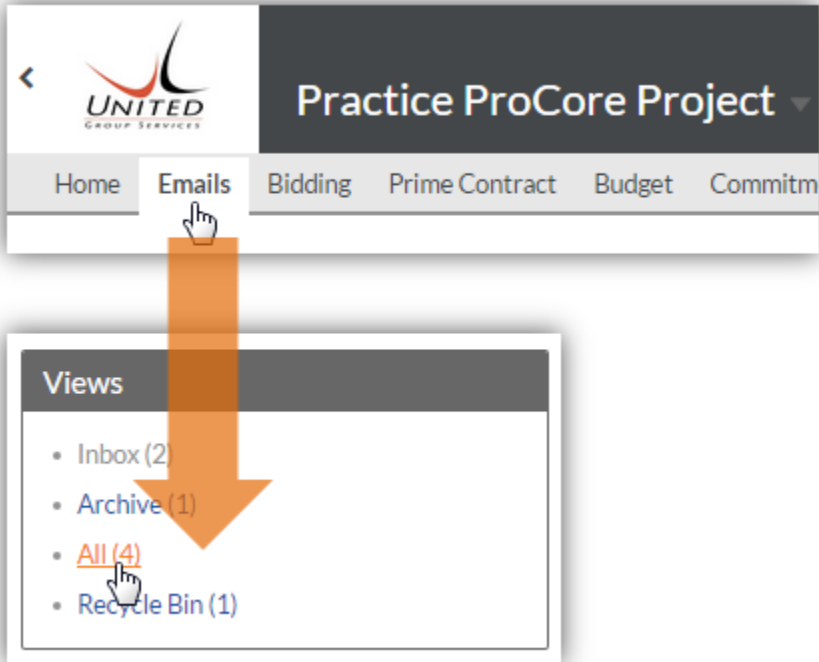 UNITED
GROUP SERVICES
Practice ProCore Project
Home Emails Bidding Prime Contract Budget Commitm
Views
Inbox (2)
Archive (1)
All (4)
Recycle Bin (1)